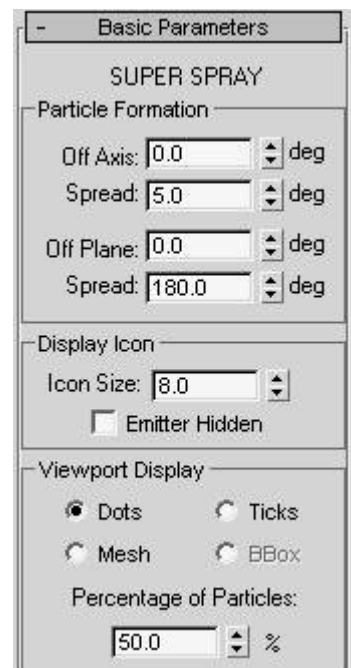 - Basic Parameters
SUPER SPRAY
Particle Formation
Off Axis: 0.0 deg
Spread: 5.0 deg
Off Plane: 0.0 deg
Spread: 180.0 deg
Display Icon
Icon Size: 8.0
Emitter Hidden
Viewport Display
Dots Ticks
Mesh BBox
Percentage of Particles:
50.0 %